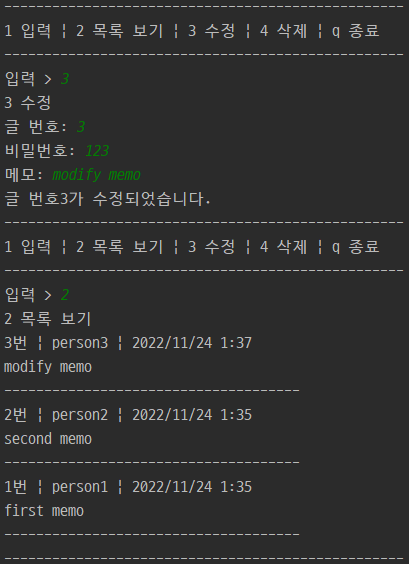 --------------------------------------------------
1 입력 ¦ 2 목록 보기 ¦ 3 수정 ¦ 4 삭제 ¦ q 종료
--------------------------------------------------
입력 > 3
3 수정
글 번호: 3
비밀번호: 123
메모: modify memo
글 번호3가 수정되었습니다.
--------------------------------------------------
1 입력 ¦ 2 목록 보기 ¦ 3 수정 ¦ 4 삭제 ¦ q 종료
--------------------------------------------------
입력 > 2
2 목록 보기
3번 ¦ person3 ¦ 2022/11/24 1:37
modify memo
-------------------------------------
2번 ¦ person2 ¦ 2022/11/24 1:35
second memo
-------------------------------------
1번 ¦ person1 ¦ 2022/11/24 1:35
first memo
-------------------------------------
--------------------------------------------------